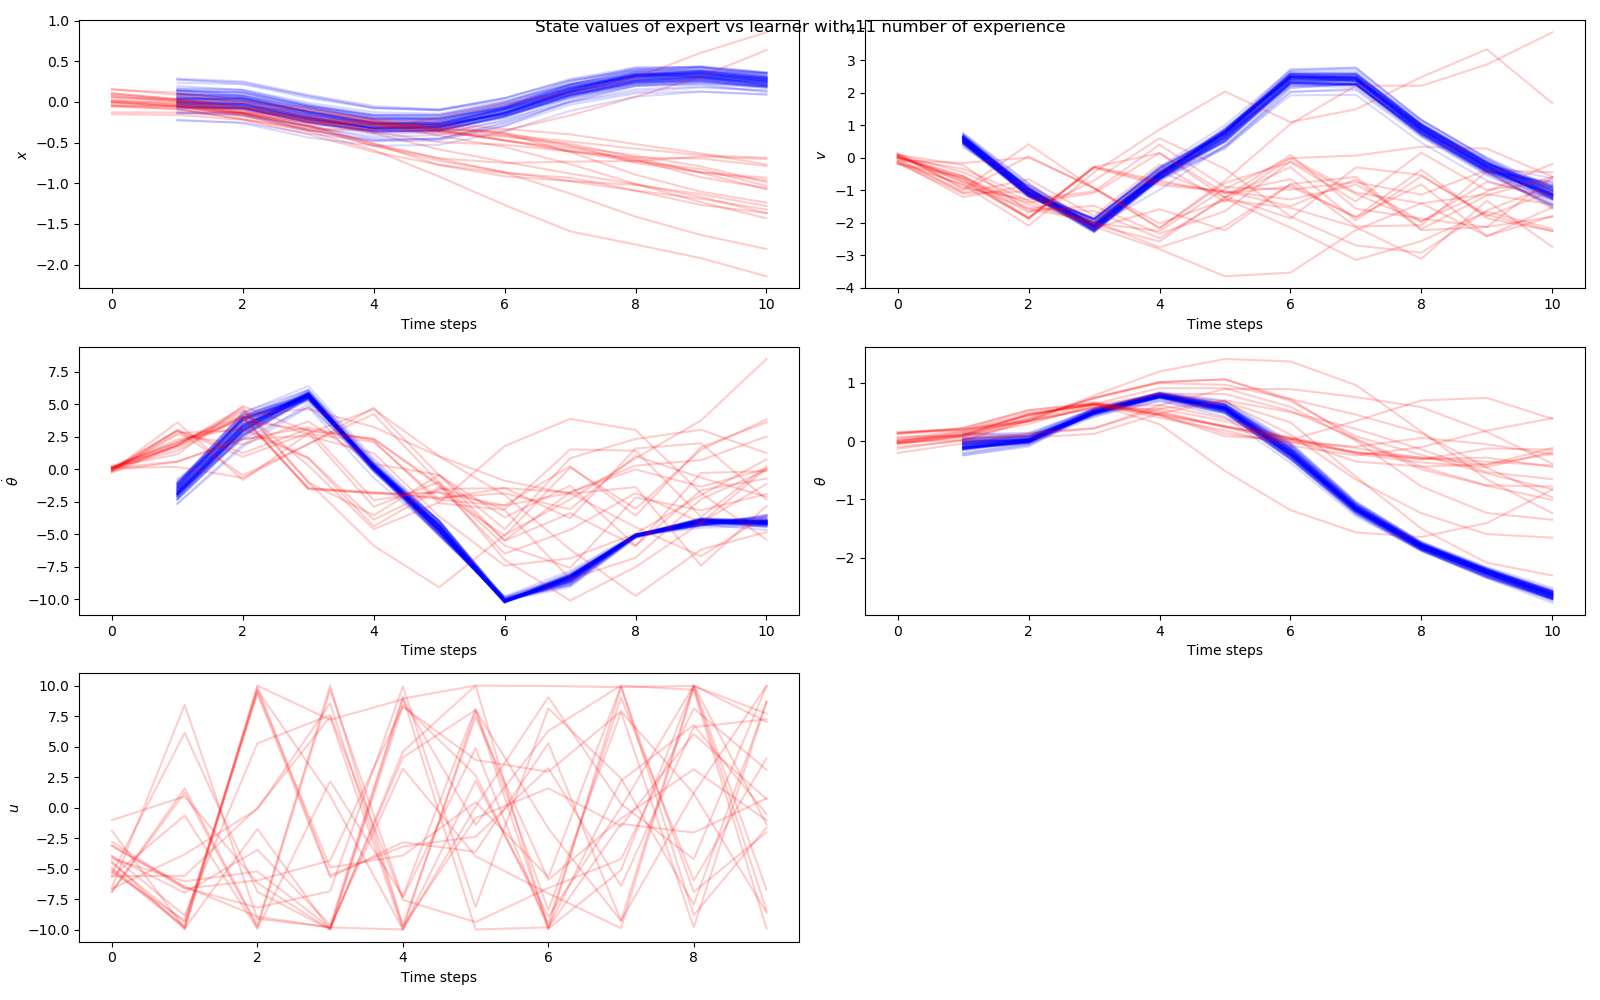 State values of expert vs learner with 11 number of experience
1.0
0.5
0.0
−0.5
−1.0
−1.5
−2.0
x
0 2 4 6 8 10
Time steps
4
3
2
1
0
−1
−2
−3
−4
v
0 2 4 6 8 10
Time steps
7.5
5.0
2.5
0.0
−2.5
−5.0
−7.5
−10.0
θ̇
0 2 4 6 8 10
Time steps
1
0
−1
−2
θ
0 2 4 6 8 10
Time steps
10.0
7.5
5.0
2.5
0.0
−2.5
−5.0
−7.5
−10.0
u
0 2 4 6 8
Time steps